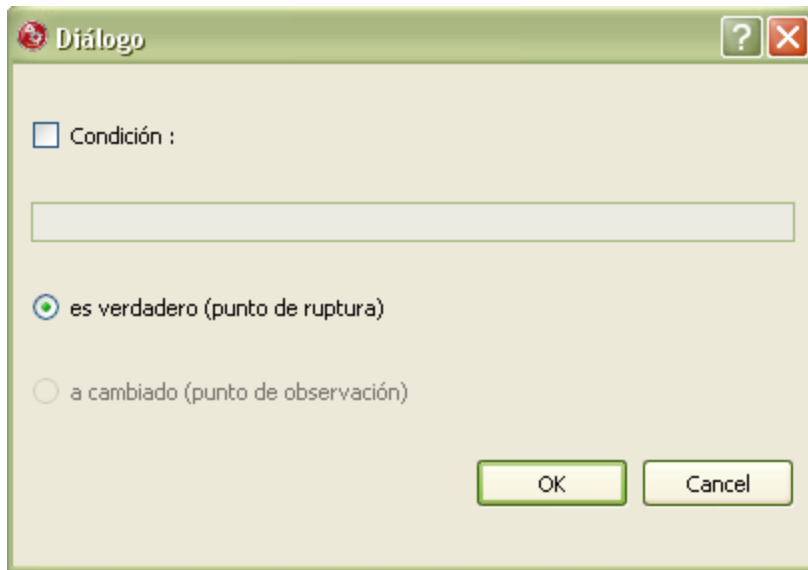 Diálogo
Condición :
es verdadero (punto de ruptura)
a cambiado (punto de observación)
OK Cancel